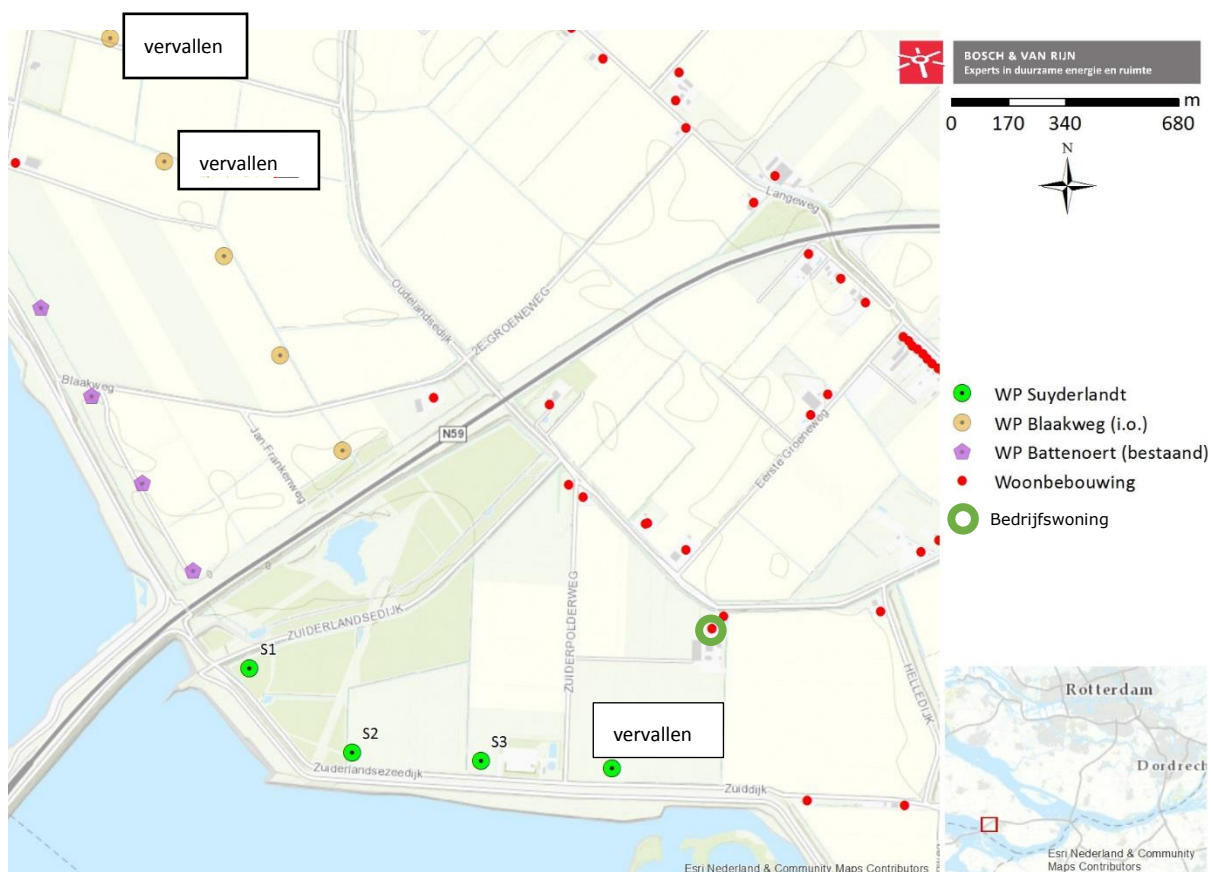 vervallen
vervallen
BOSCH & VAN RIJN
Experts in duurzame energie en ruimte
m
0 170 340 680
N
Langeweg
Oudelandsedijk
2E-GROENEWEG
Blaakweg
Jan Frankenweg
N59
Eerste Groeneweg
ZUIDERLANDSEDIJK
ZUIDERPOLDERWEG
HELLEDIJK
S1
S2
S3
vervallen
Zuiderlandsezeedijk
Zuiddijk
WP Suyderlandt
WP Blaakweg (i.o.)
WP Battenoert (bestaand)
Woonbebouwing
Bedrijfswoning
Rotterdam
Dordrech
Esri Nederland & Community Maps Contributors
Esri Nederland & Community
Maps Contributors